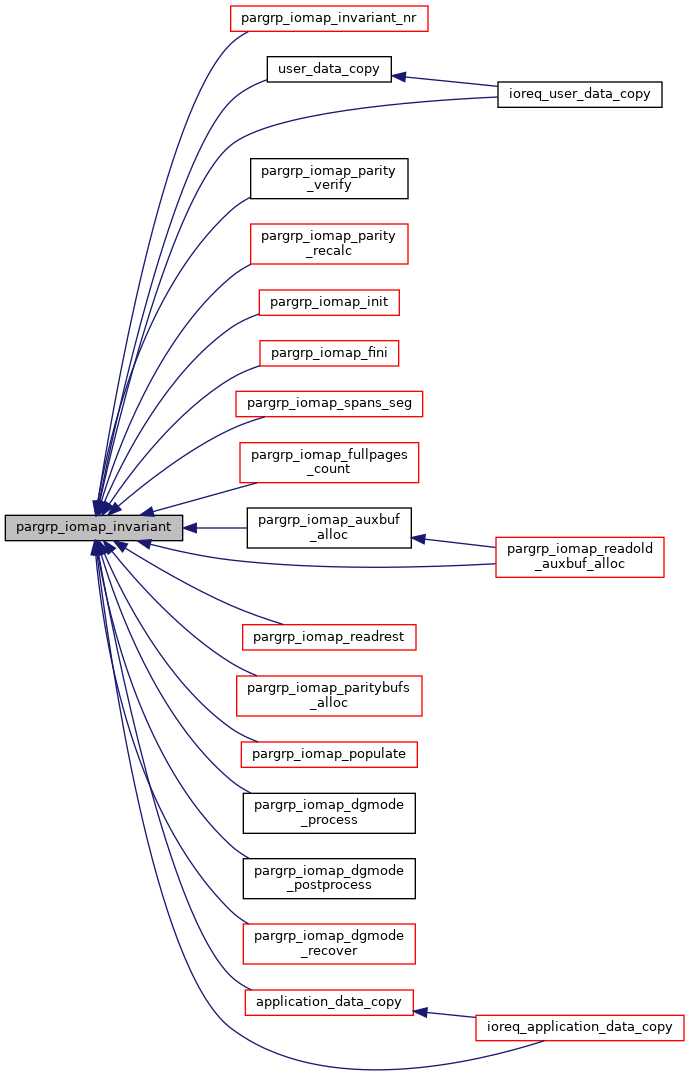 pargrp_iomap_invariant_nr
user_data_copy
ioreq_user_data_copy
pargrp_iomap_parity
_verify
pargrp_iomap_parity
_recalc
pargrp_iomap_init
pargrp_iomap_fini
pargrp_iomap_spans_seg
pargrp_iomap_fullpages
_count
pargrp_iomap_invariant
pargrp_iomap_auxbuf
_alloc
pargrp_iomap_readold
_auxbuf_alloc
pargrp_iomap_readrest
pargrp_iomap_paritybufs
_alloc
pargrp_iomap_populate
pargrp_iomap_dgmode
_process
pargrp_iomap_dgmode
_postprocess
pargrp_iomap_dgmode
_recover
application_data_copy
ioreq_application_data_copy